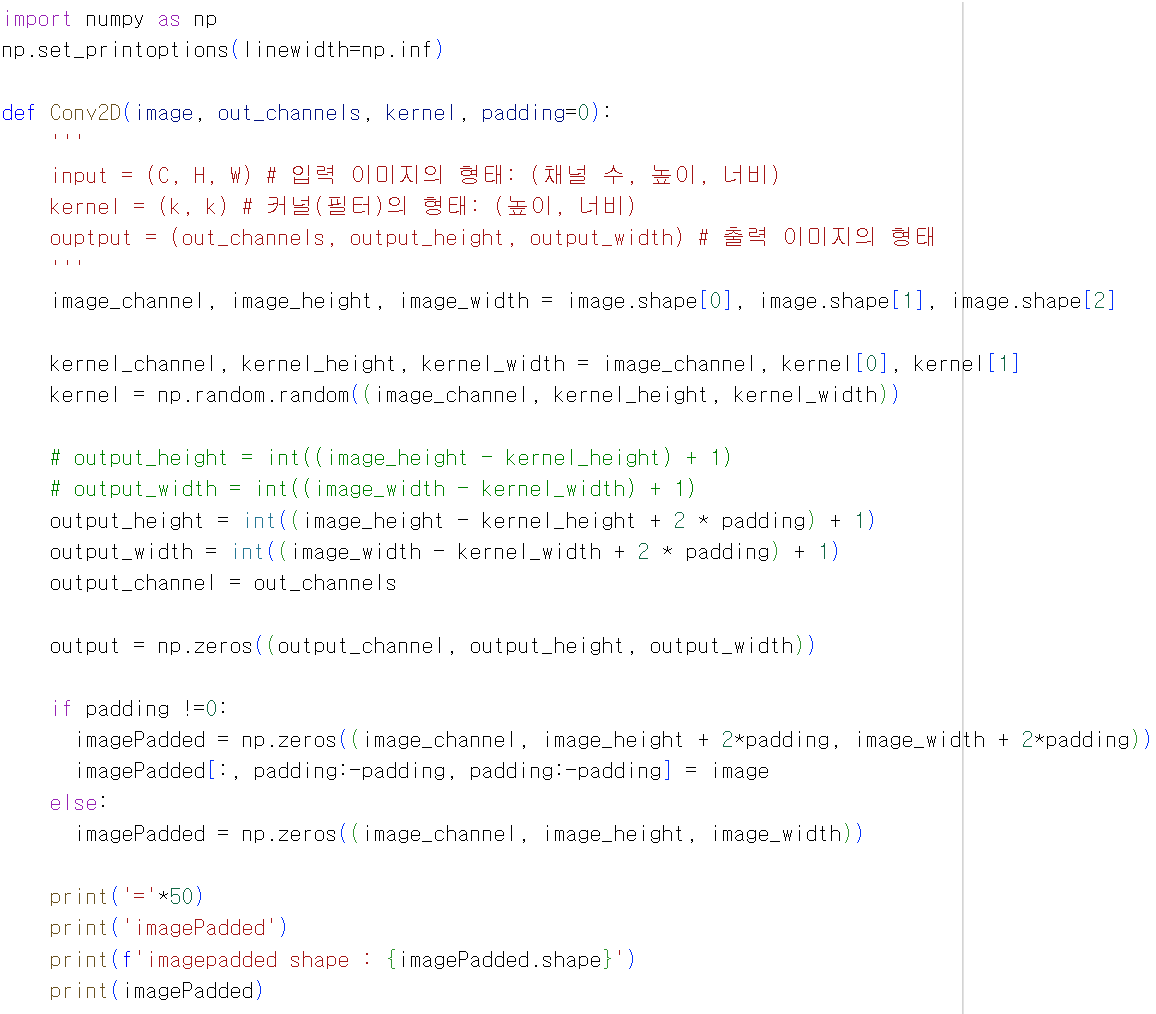 import numpy as np
np.set_printoptions(linewidth=np.inf)
def Conv2D(image, out_channels, kernel, padding=0):
    '''
    input = (C, H, W) # 입력 이미지의 형태: (채널 수, 높이, 너비)
    kernel = (k, k) # 커널(필터)의 형태: (높이, 너비)
    ouptput = (out_channels, output_height, output_width) # 출력 이미지의 형태
    '''
    image_channel, image_height, image_width = image.shape[0], image.shape[1], image.shape[2]
    kernel_channel, kernel_height, kernel_width = image_channel, kernel[0], kernel[1]
    kernel = np.random.random((image_channel, kernel_height, kernel_width))
    # output_height = int((image_height - kernel_height) + 1)
    # output_width = int((image_width - kernel_width) + 1)
    output_height = int((image_height - kernel_height + 2 * padding) + 1)
    output_width = int((image_width - kernel_width + 2 * padding) + 1)
    output_channel = out_channels
    output = np.zeros((output_channel, output_height, output_width))
    if padding !=0:
      imagePadded = np.zeros((image_channel, image_height + 2*padding, image_width + 2*padding))
      imagePadded[:, padding:-padding, padding:-padding] = image
    else:
      imagePadded = np.zeros((image_channel, image_height, image_width))
    print('='*50)
    print('imagePadded')
    print(f'imagepadded shape : {imagePadded.shape}')
    print(imagePadded)